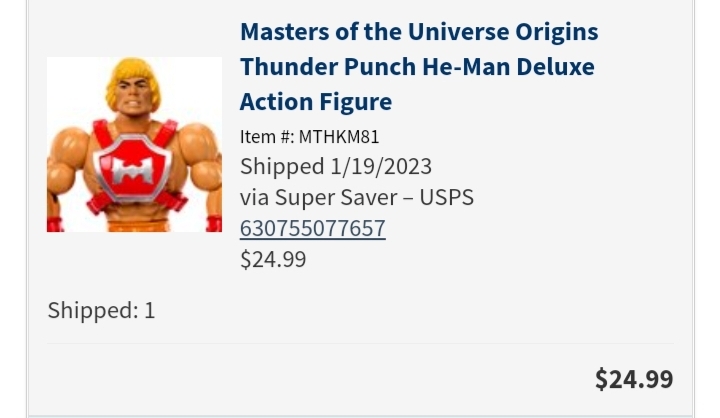 Masters of the Universe Origins
Thunder Punch He-Man Deluxe
Action Figure
Item #: MTHKM81
Shipped 1/19/2023
via Super Saver – USPS
630755077657
$24.99
Shipped: 1
$24.99